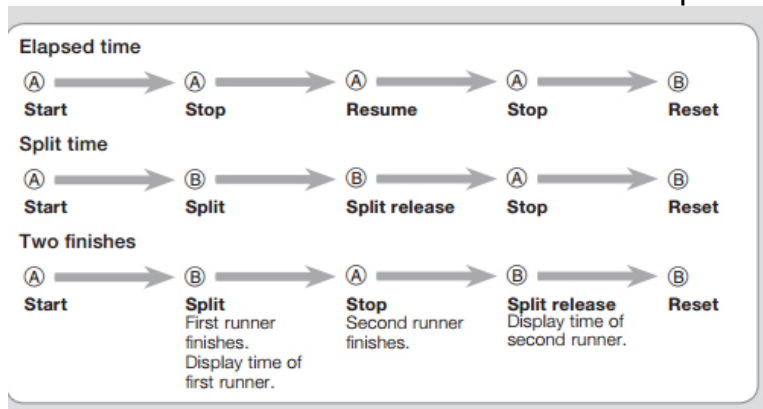 Elapsed time
Ⓐ Ⓐ Ⓐ Ⓐ Ⓑ
Start Stop Resume Stop Reset
Split time
Ⓐ Ⓑ Ⓑ Ⓐ Ⓑ
Start Split Split release Stop Reset
Two finishes
Ⓐ Ⓑ Ⓐ Ⓑ Ⓑ
Start Split Stop Split release Reset
First runner Second runner Display time of
finishes. finishes. second runner.
Display time of
first runner.